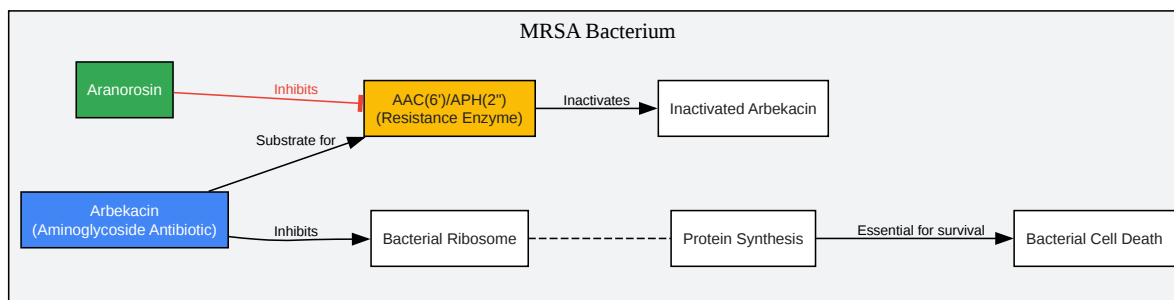 MRSA Bacterium
Aranorosin
Inhibits
AAC(6')/APH(2")
(Resistance Enzyme)
Inactivates
Inactivated Arbekacin
Substrate for
Arbekacin
(Aminoglycoside Antibiotic)
Inhibits
Bacterial Ribosome
Protein Synthesis
Essential for survival
Bacterial Cell Death